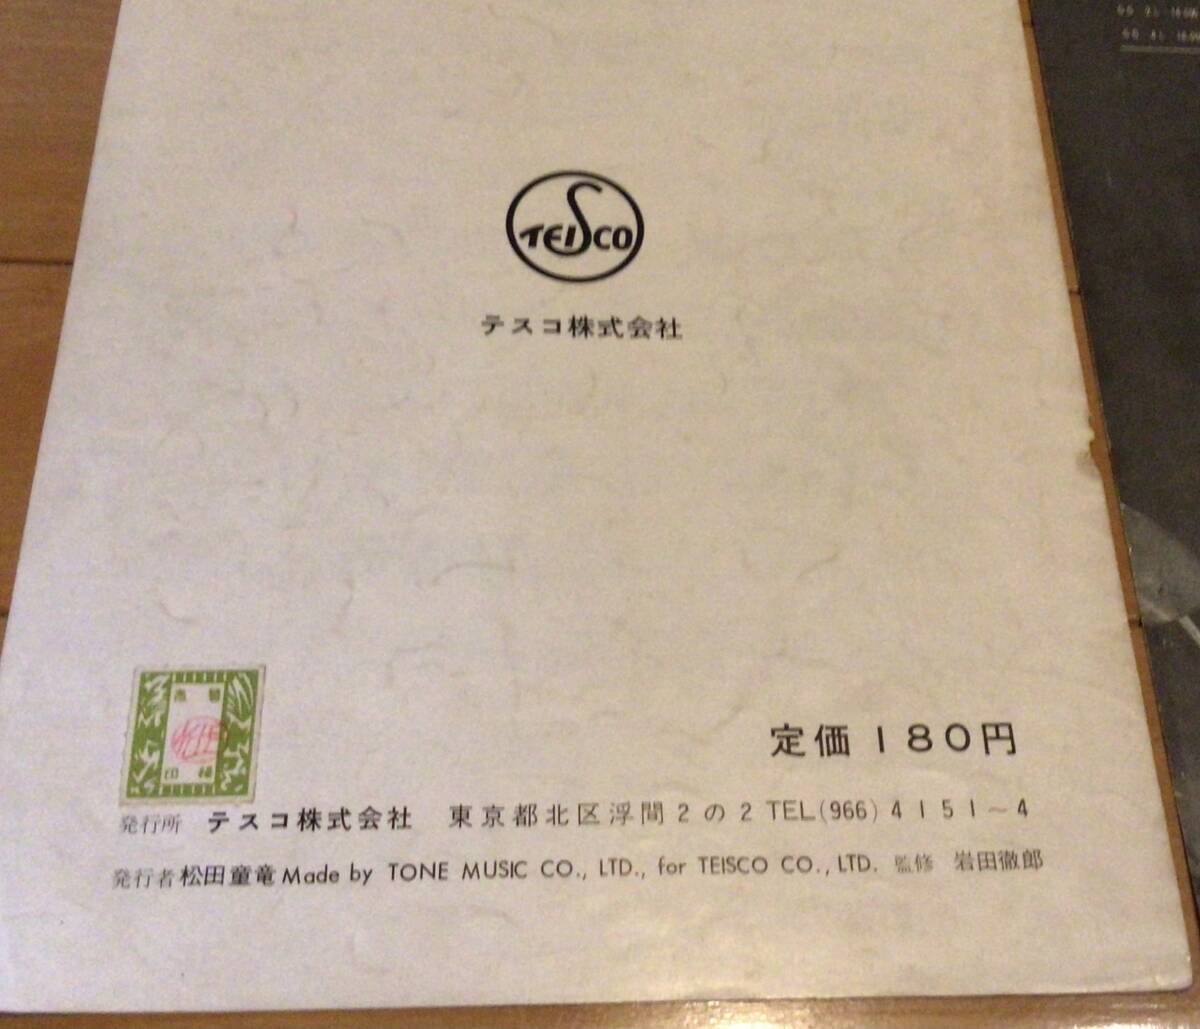 TEISCO
テスコ株式会社
定価180円
発行所 テスコ株式会社 東京都北区浮間2の2 TEL(966)4151~4
発行者 松田童竜 Made by TONE MUSIC CO., LTD., for TEISCO CO., LTD. 監修 岩田徹郎